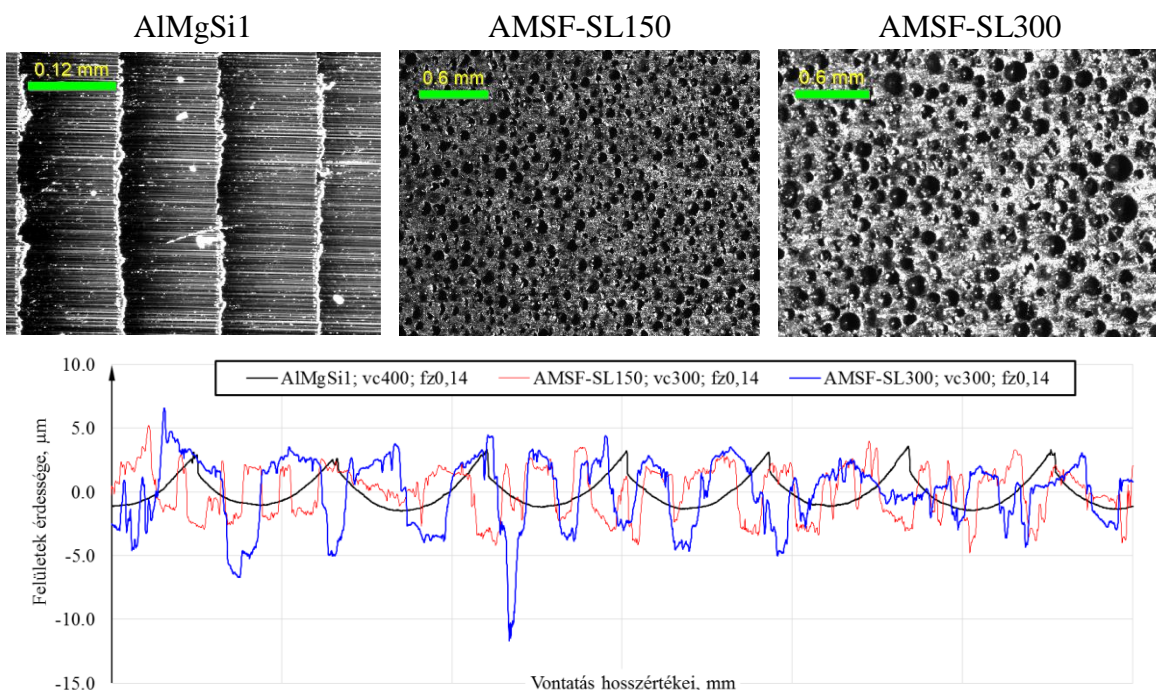 AlMgSi1 AMSF-SL150 AMSF-SL300
0.12 mm 0.6 mm 0.6 mm
10.0
AlMgSi1; vc400; fz0,14 AMSF-SL150; vc300; fz0,14 AMSF-SL300; vc300; fz0,14
5.0
0.0
-5.0
-10.0
-15.0
Felületek érdessége, μm
Vontatás hosszértékei, mm